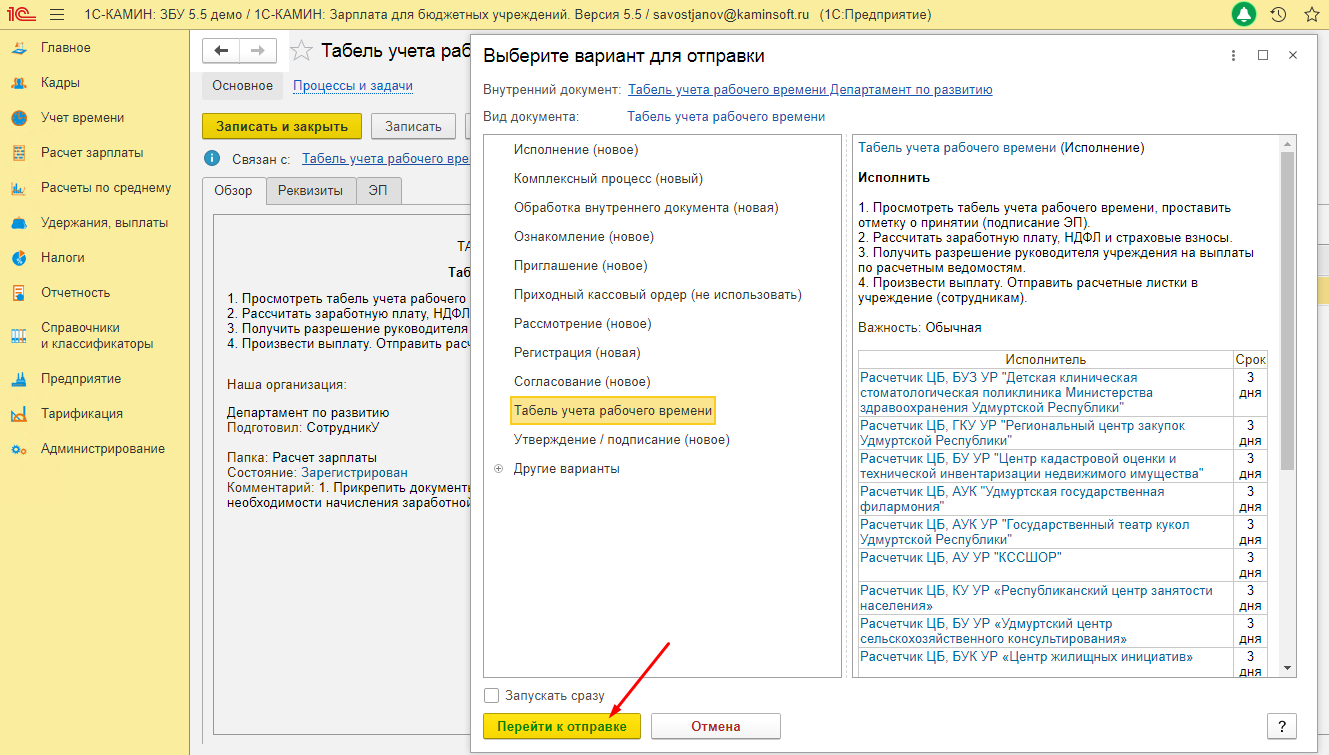 1С-КАМИН: ЗБУ 5.5 демо / 1С-КАМИН: Зарплата для бюджетных учреждений. Версия 5.5 / savostjanov@kaminsoft.ru (1С:Предприятие)
Главное
Кадры
Учет времени
Расчет зарплаты
Расчеты по среднему
Удержания, выплаты
Налоги
Отчетность
Справочники
и классификаторы
Предприятие
Тарификация
Администрирование
Табель учета раб
Основное
Процессы и задачи
Записать и закрыть
Записать
Связан с: Табель учета рабочего вре
Обзор
Реквизиты
ЭП
ТА
Таб
1. Просмотреть табель учета рабочего
2. Рассчитать заработную плату, НДФЛ
3. Получить разрешение руководителя
4. Произвести выплату. Отправить расч
Наша организация:
Департамент по развитию
Подготовил: СотрудникУ
Папка: Расчет зарплаты
Состояние: Зарегистрирован
Комментарий: 1. Прикрепить документы
необходимости начисления заработной
Выберите вариант для отправки
Внутренний документ: Табель учета рабочего времени Департамент по развитию
Вид документа: Табель учета рабочего времени
Исполнение (новое)
Комплексный процесс (новый)
Обработка внутреннего документа (новая)
Ознакомление (новое)
Приглашение (новое)
Приходный кассовый ордер (не использовать)
Рассмотрение (новое)
Регистрация (новая)
Согласование (новое)
Табель учета рабочего времени
Утверждение / подписание (новое)
Другие варианты
Табель учета рабочего времени (Исполнение)
Исполнить
1. Просмотреть табель учета рабочего времени, проставить
отметку о принятии (подписание ЭП).
2. Рассчитать заработную плату, НДФЛ и страховые взносы.
3. Получить разрешение руководителя учреждения на выплаты
по расчетным ведомостям.
4. Произвести выплату. Отправить расчетные листки в
учреждение (сотрудникам).
Важность: Обычная
Исполнитель Срок
Расчетчик ЦБ, БУЗ УР "Детская клиническая 3
стоматологическая поликлиника Министерства дня
здравоохранения Удмуртской Республики"
Расчетчик ЦБ, ГКУ УР "Региональный центр закупок 3
Удмуртской Республики" дня
Расчетчик ЦБ, БУ УР "Центр кадастровой оценки и 3
технической инвентаризации недвижимого имущества" дня
Расчетчик ЦБ, АУК "Удмуртская государственная 3
филармония" дня
Расчетчик ЦБ, АУК УР "Государственный театр кукол 3
Удмуртской Республики" дня
Расчетчик ЦБ, АУ УР "КССШОР" 3
дня
Расчетчик ЦБ, КУ УР «Республиканский центр занятости 3
населения» дня
Расчетчик ЦБ, БУ УР «Удмуртский центр 3
сельскохозяйственного консультирования» дня
Расчетчик ЦБ, БУК УР «Центр жилищных инициатив» 3
дня
Запускать сразу
Перейти к отправке
Отмена
?